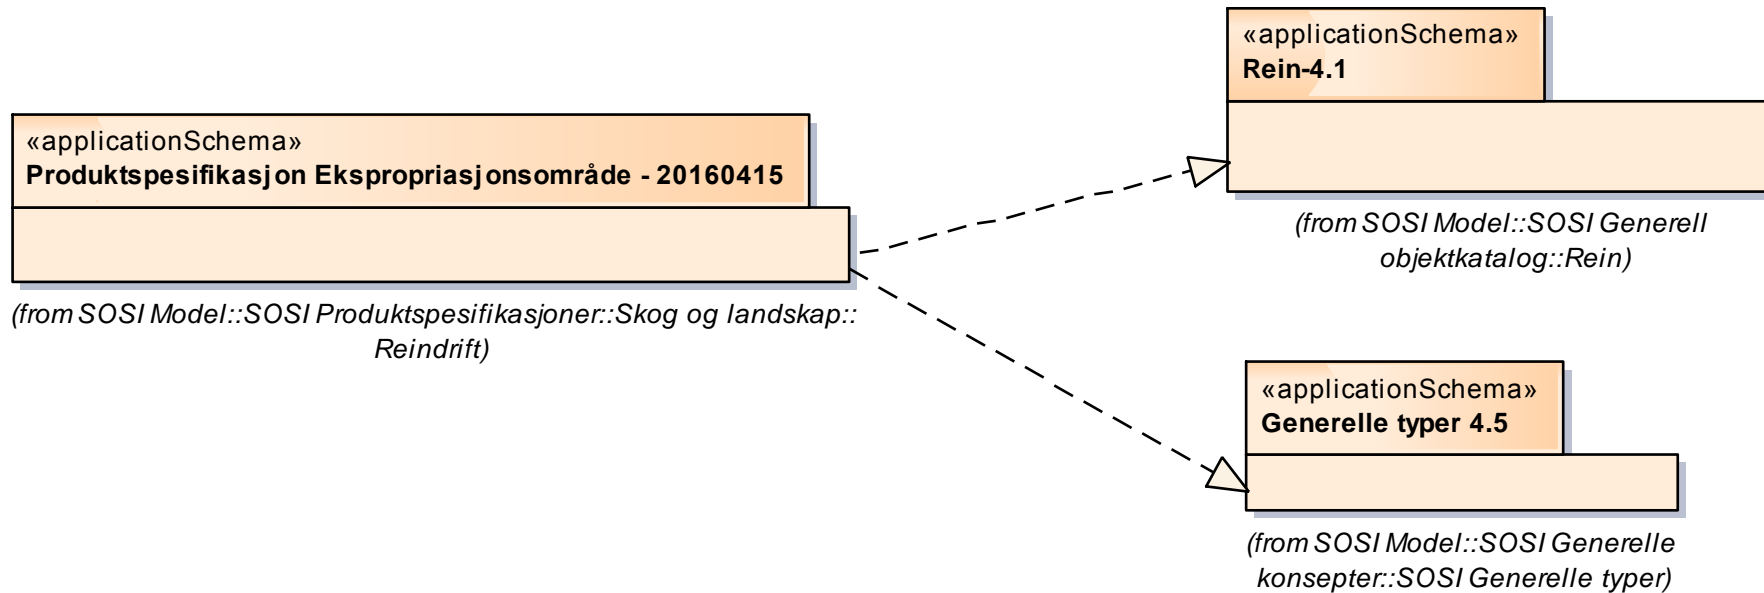 «applicationSchema»
Produktspesifikasjon Ekspropriasjonsområde - 20160415
(from SOSI Model::SOSI Produktspesifikasjoner::Skog og landskap::
Reindrift)
«applicationSchema»
Rein-4.1
(from SOSI Model::SOSI Generell
objektkatalog::Rein)
«applicationSchema»
Generelle typer 4.5
(from SOSI Model::SOSI Generelle
konsepter::SOSI Generelle typer)